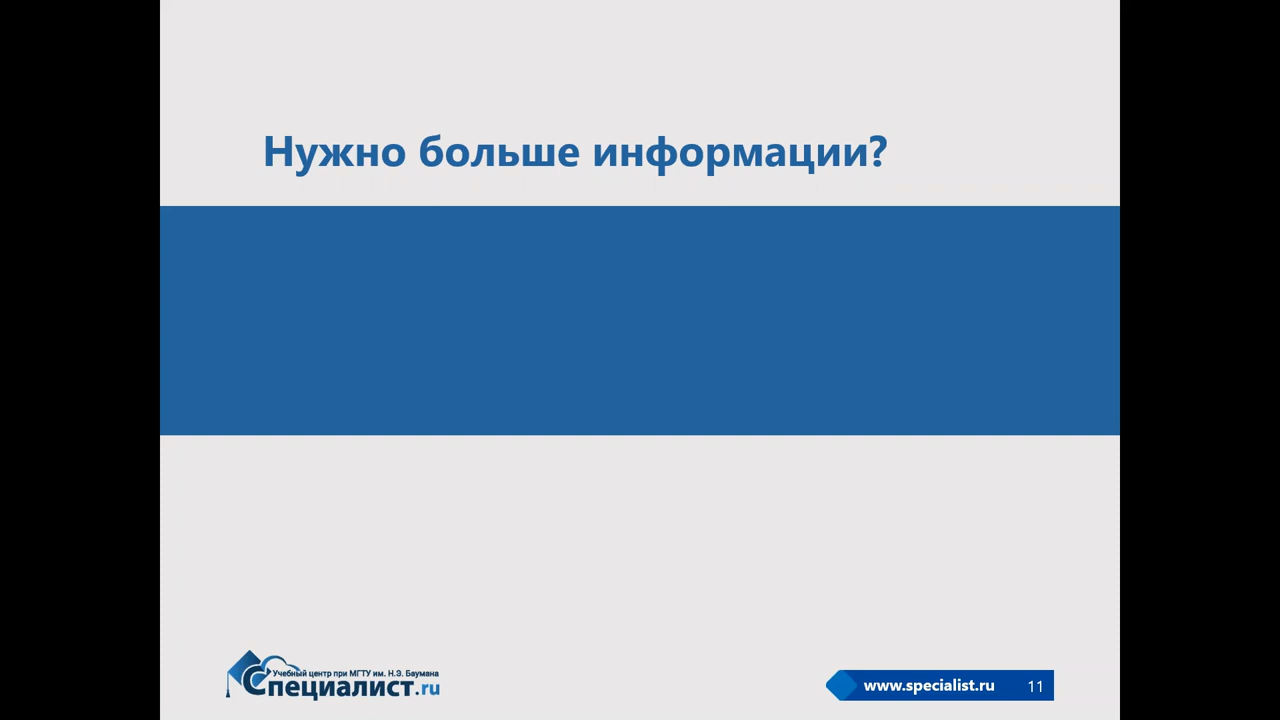 Нужно больше информации?
Учебный центр при МГТУ им. Н.Э. Баумана
Специалист.ru
www.specialist.ru 11